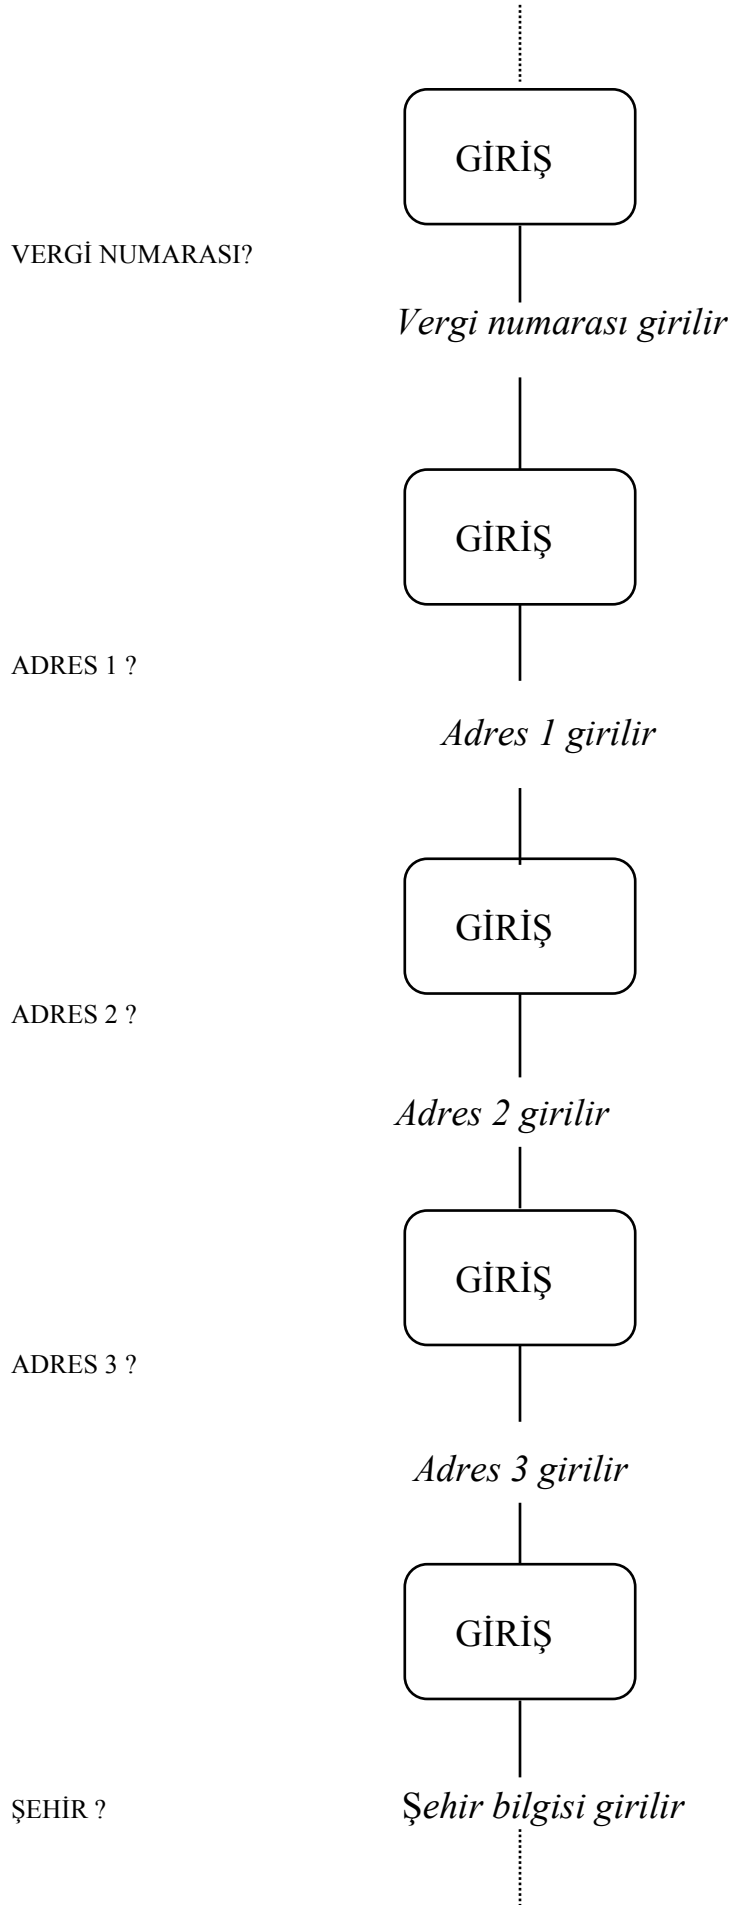 GİRİŞ
VERGİ NUMARASI?
Vergi numarası girilir
GİRİŞ
ADRES 1 ?
Adres 1 girilir
GİRİŞ
ADRES 2 ?
Adres 2 girilir
GİRİŞ
ADRES 3 ?
Adres 3 girilir
GİRİŞ
ŞEHİR ?
Şehir bilgisi girilir